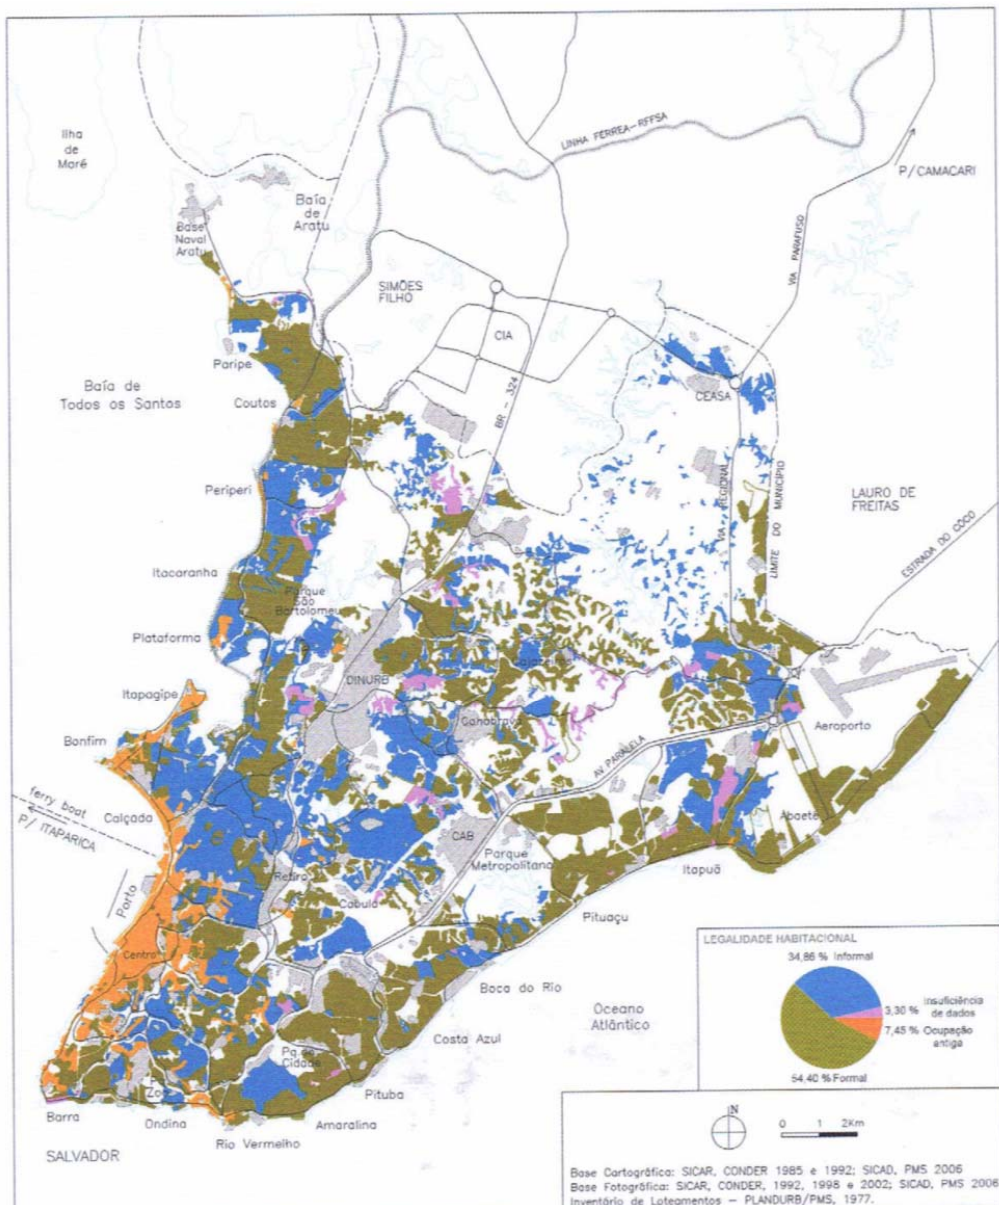 LINHA FERREA-RFFSA
Ilha
de
Maré
P/CAMACARI
Baía
de
Aratu
Base
Naval
Aratu
VIA PARAFUSO
SIMÕES
FILHO
CIA
BR - 324
Paripe
Baía de
Todos os Santos
Coutos
CEASA
Periperi
VIA REGIONAL
LIMITE DO MUNICIPIO
LAURO DE
FREITAS
ESTRADA DO CÔCO
Itacaranha
Parque
São
Bartolomeu
Plataforma
DINURB
Itapagipe
Canabrava
Aeroporto
Bonfim
AV PARALELA
ferry boat
P/ ITAPARICA
Calçada
Abaeté
CAB
Parque
Metropolitano
Itapuã
Retiro
Cabula
Porto
Pituaçu
Centro
Boca do Rio
Oceano
Atlântico
Costa Azul
Pq. da
Cidade
Pituba
Zoo
Barra
Ondina
Amaralina
Rio Vermelho
SALVADOR
LEGALIDADE HABITACIONAL
34,86 % Informal
3,30 % Insuficiência
de dados
7,45 % Ocupação
antiga
54,40 % Formal
N
0 1 2Km
Base Cartográfica: SICAR, CONDER 1985 e 1992; SICAD, PMS 2006
Base Fotográfica: SICAR, CONDER, 1992, 1998 e 2002; SICAD, PMS 2006
Inventário de Loteamentos – PLANDURB/PMS, 1977.